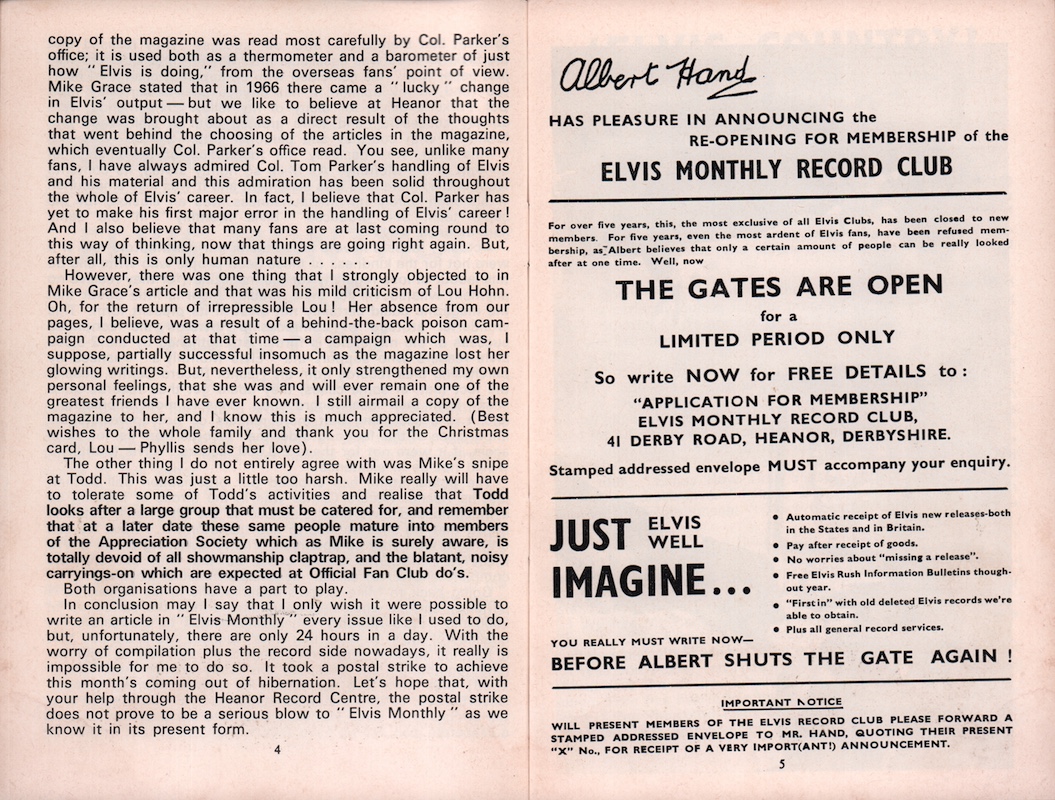 copy of the magazine was read most carefully by Col. Parker's
office; it is used both as a thermometer and a barometer of just
how "Elvis is doing," from the overseas fans' point of view.
Mike Grace stated that in 1966 there came a "lucky" change
in Elvis' output — but we like to believe at Heanor that the
change was brought about as a direct result of the thoughts
that went behind the choosing of the articles in the magazine,
which eventually Col. Parker's office read. You see, unlike many
fans, I have always admired Col. Tom Parker's handling of Elvis
and his material and this admiration has been solid throughout
the whole of Elvis' career. In fact, I believe that Col. Parker has
yet to make his first major error in the handling of Elvis' career!
And I also believe that many fans are at last coming round to
this way of thinking, now that things are going right again. But,
after all, this is only human nature . . . . . .
However, there was one thing that I strongly objected to in
Mike Grace's article and that was his mild criticism of Lou Hohn.
Oh, for the return of irrepressible Lou! Her absence from our
pages, I believe, was a result of a behind-the-back poison cam-
paign conducted at that time — a campaign which was, I
suppose, partially successful insomuch as the magazine lost her
glowing writings. But, nevertheless, it only strengthened my own
personal feelings, that she was and will ever remain one of the
greatest friends I have ever known. I still airmail a copy of the
magazine to her, and I know this is much appreciated. (Best
wishes to the whole family and thank you for the Christmas
card, Lou — Phyllis sends her love).
The other thing I do not entirely agree with was Mike's snipe
at Todd. This was just a little too harsh. Mike really will have
to tolerate some of Todd's activities and realise that Todd
looks after a large group that must be catered for, and remember
that at a later date these same people mature into members
of the Appreciation Society which as Mike is surely aware, is
totally devoid of all showmanship claptrap, and the blatant, noisy
carryings-on which are expected at Official Fan Club do's.
Both organisations have a part to play.
In conclusion may I say that I only wish it were possible to
write an article in "Elvis Monthly" every issue like I used to do,
but, unfortunately, there are only 24 hours in a day. With the
worry of compilation plus the record side nowadays, it really is
impossible for me to do so. It took a postal strike to achieve
this month's coming out of hibernation. Let's hope that, with
your help through the Heanor Record Centre, the postal strike
does not prove to be a serious blow to "Elvis Monthly" as we
know it in its present form.
4
Albert Hand
HAS PLEASURE IN ANNOUNCING the
RE-OPENING FOR MEMBERSHIP of the
ELVIS MONTHLY RECORD CLUB
For over five years, this, the most exclusive of all Elvis Clubs, has been closed to new
members. For five years, even the most ardent of Elvis fans, have been refused mem-
bership, as Albert believes that only a certain amount of people can be really looked
after at one time. Well, now
THE GATES ARE OPEN
for a
LIMITED PERIOD ONLY
So write NOW for FREE DETAILS to:
"APPLICATION FOR MEMBERSHIP"
ELVIS MONTHLY RECORD CLUB,
41 DERBY ROAD, HEANOR, DERBYSHIRE.
Stamped addressed envelope MUST accompany your enquiry.
JUST ELVIS WELL
IMAGINE...
• Automatic receipt of Elvis new releases-both
in the States and in Britain.
• Pay after receipt of goods.
• No worries about "missing a release".
• Free Elvis Rush Information Bulletins though-
out year.
• "First in" with old deleted Elvis records we're
able to obtain.
• Plus all general record services.
YOU REALLY MUST WRITE NOW—
BEFORE ALBERT SHUTS THE GATE AGAIN !
IMPORTANT NOTICE
WILL PRESENT MEMBERS OF THE ELVIS RECORD CLUB PLEASE FORWARD A
STAMPED ADDRESSED ENVELOPE TO MR. HAND, QUOTING THEIR PRESENT
"X" No., FOR RECEIPT OF A VERY IMPORT(ANT!) ANNOUNCEMENT.
5